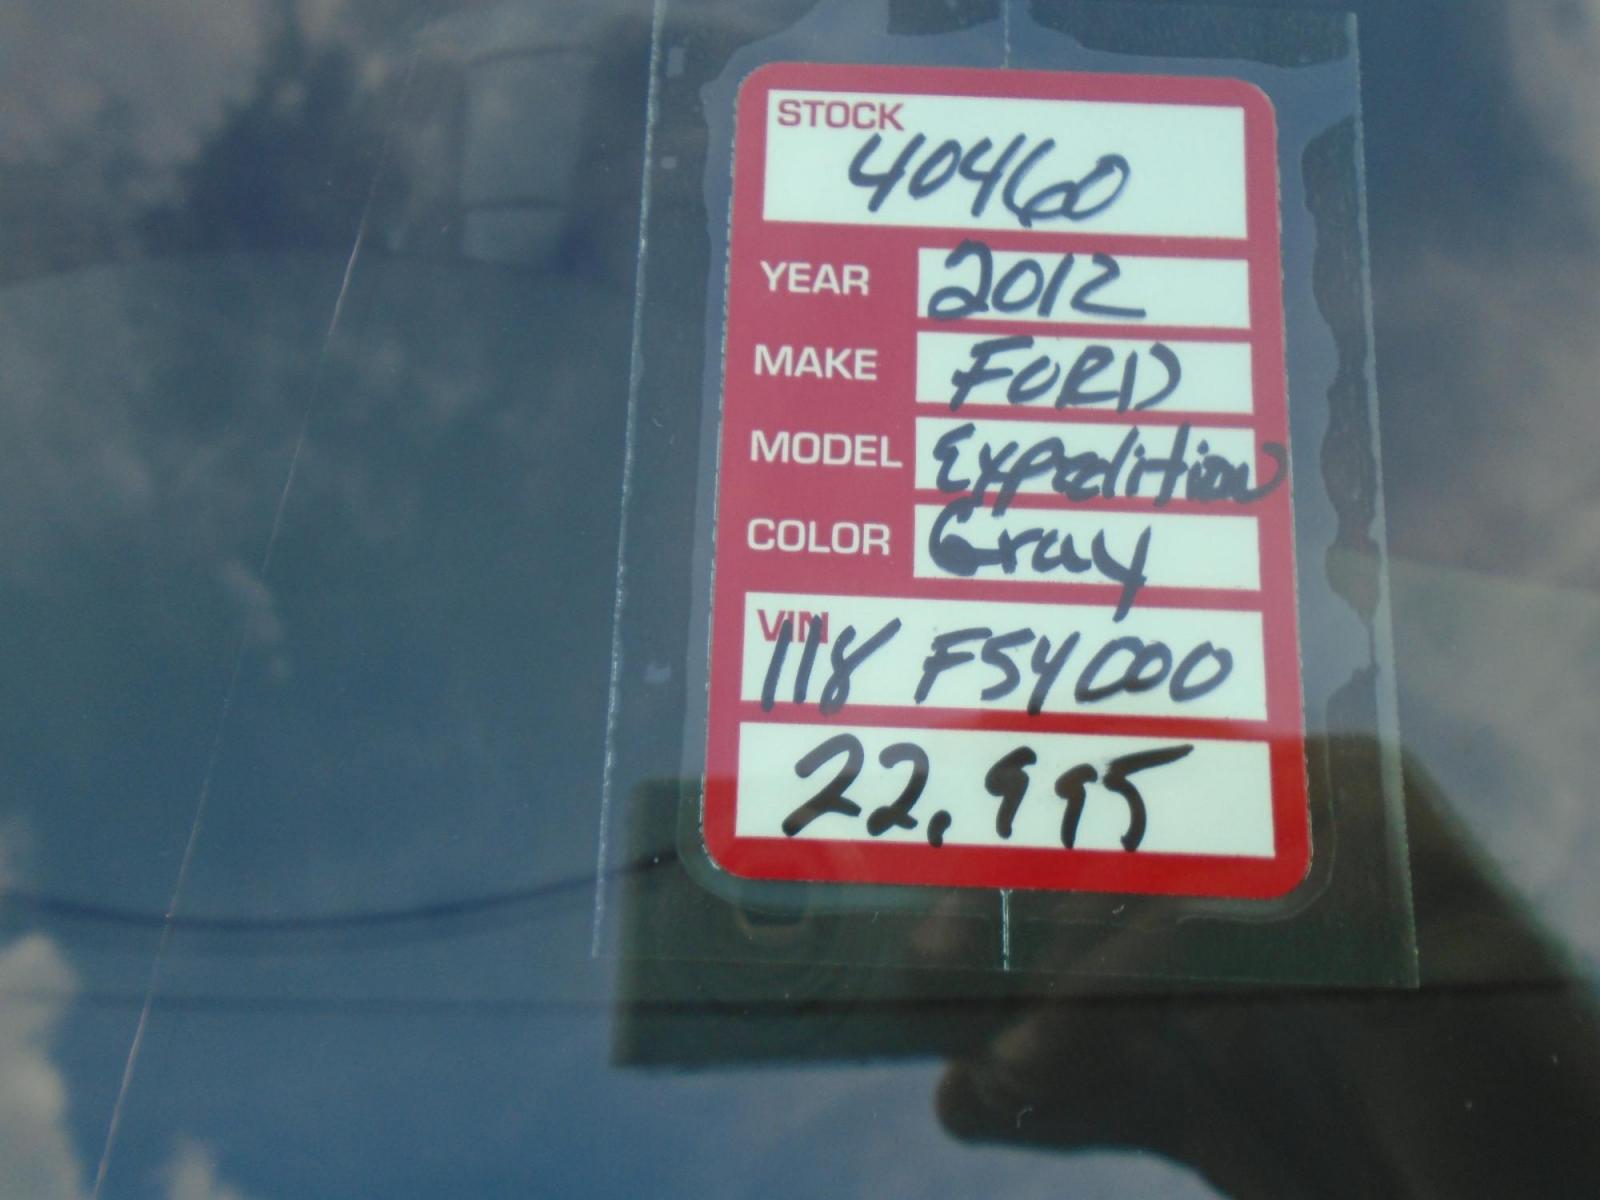 STOCK
40460
YEAR 2012
MAKE FORD
MODEL Expedition
COLOR Gray
VIN
118 F54000
22,995